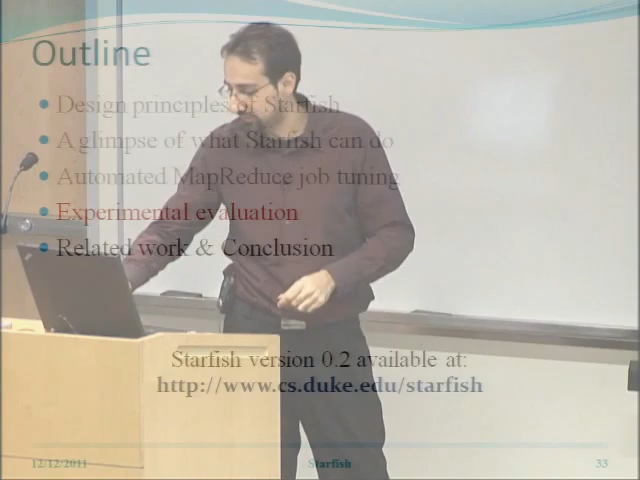 Outline
• Design principles of Starfish
• A glimpse of what Starfish can do
• Automated MapReduce job tuning
• Experimental evaluation
• Related work & Conclusion
Starfish version 0.2 available at:
http://www.cs.duke.edu/starfish
12/12/2011 Starfish 33